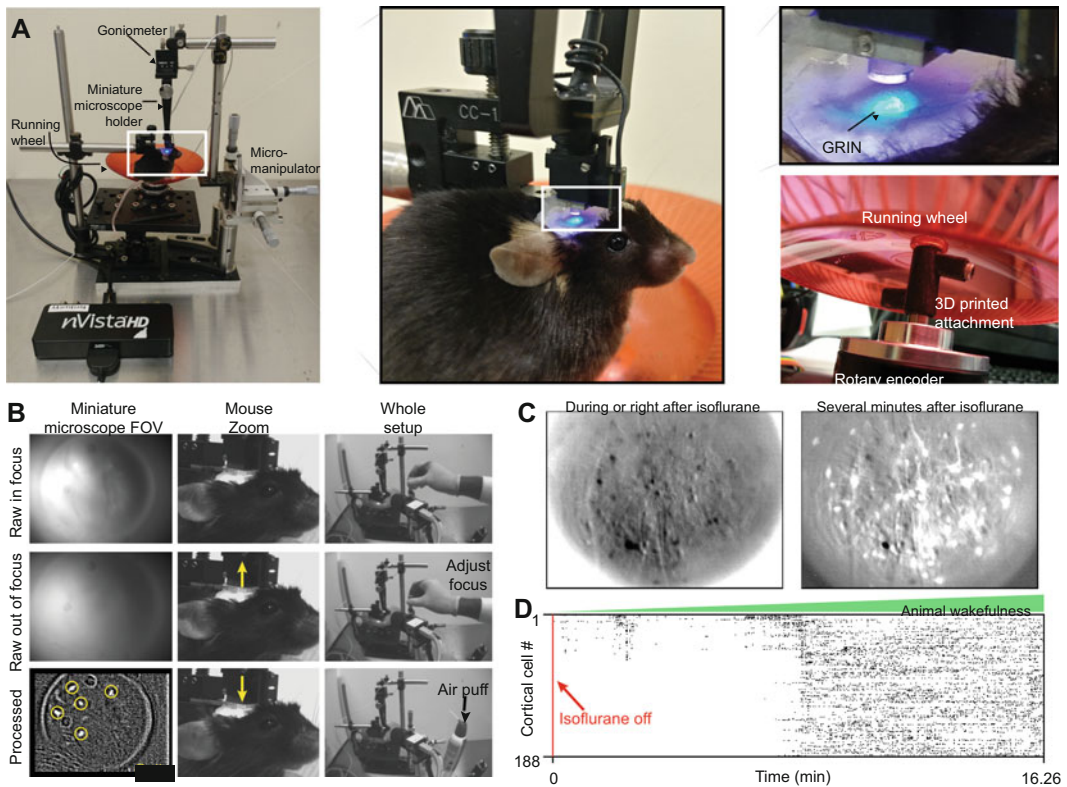 A
Goniometer
Miniature
microscope
holder
Running
wheel
Micro-
manipulator
nVistaHD
CC-1
GRIN
Running wheel
3D printed
attachment
Rotary encoder
B
Miniature
microscope FOV
Mouse
Zoom
Whole
setup
Raw in focus
Raw out of focus
Adjust
focus
Processed
Air puff
C
During or right after isoflurane
Several minutes after isoflurane
D
Animal wakefulness
1
Cortical cell #
Isoflurane off
188
0
Time (min)
16.26